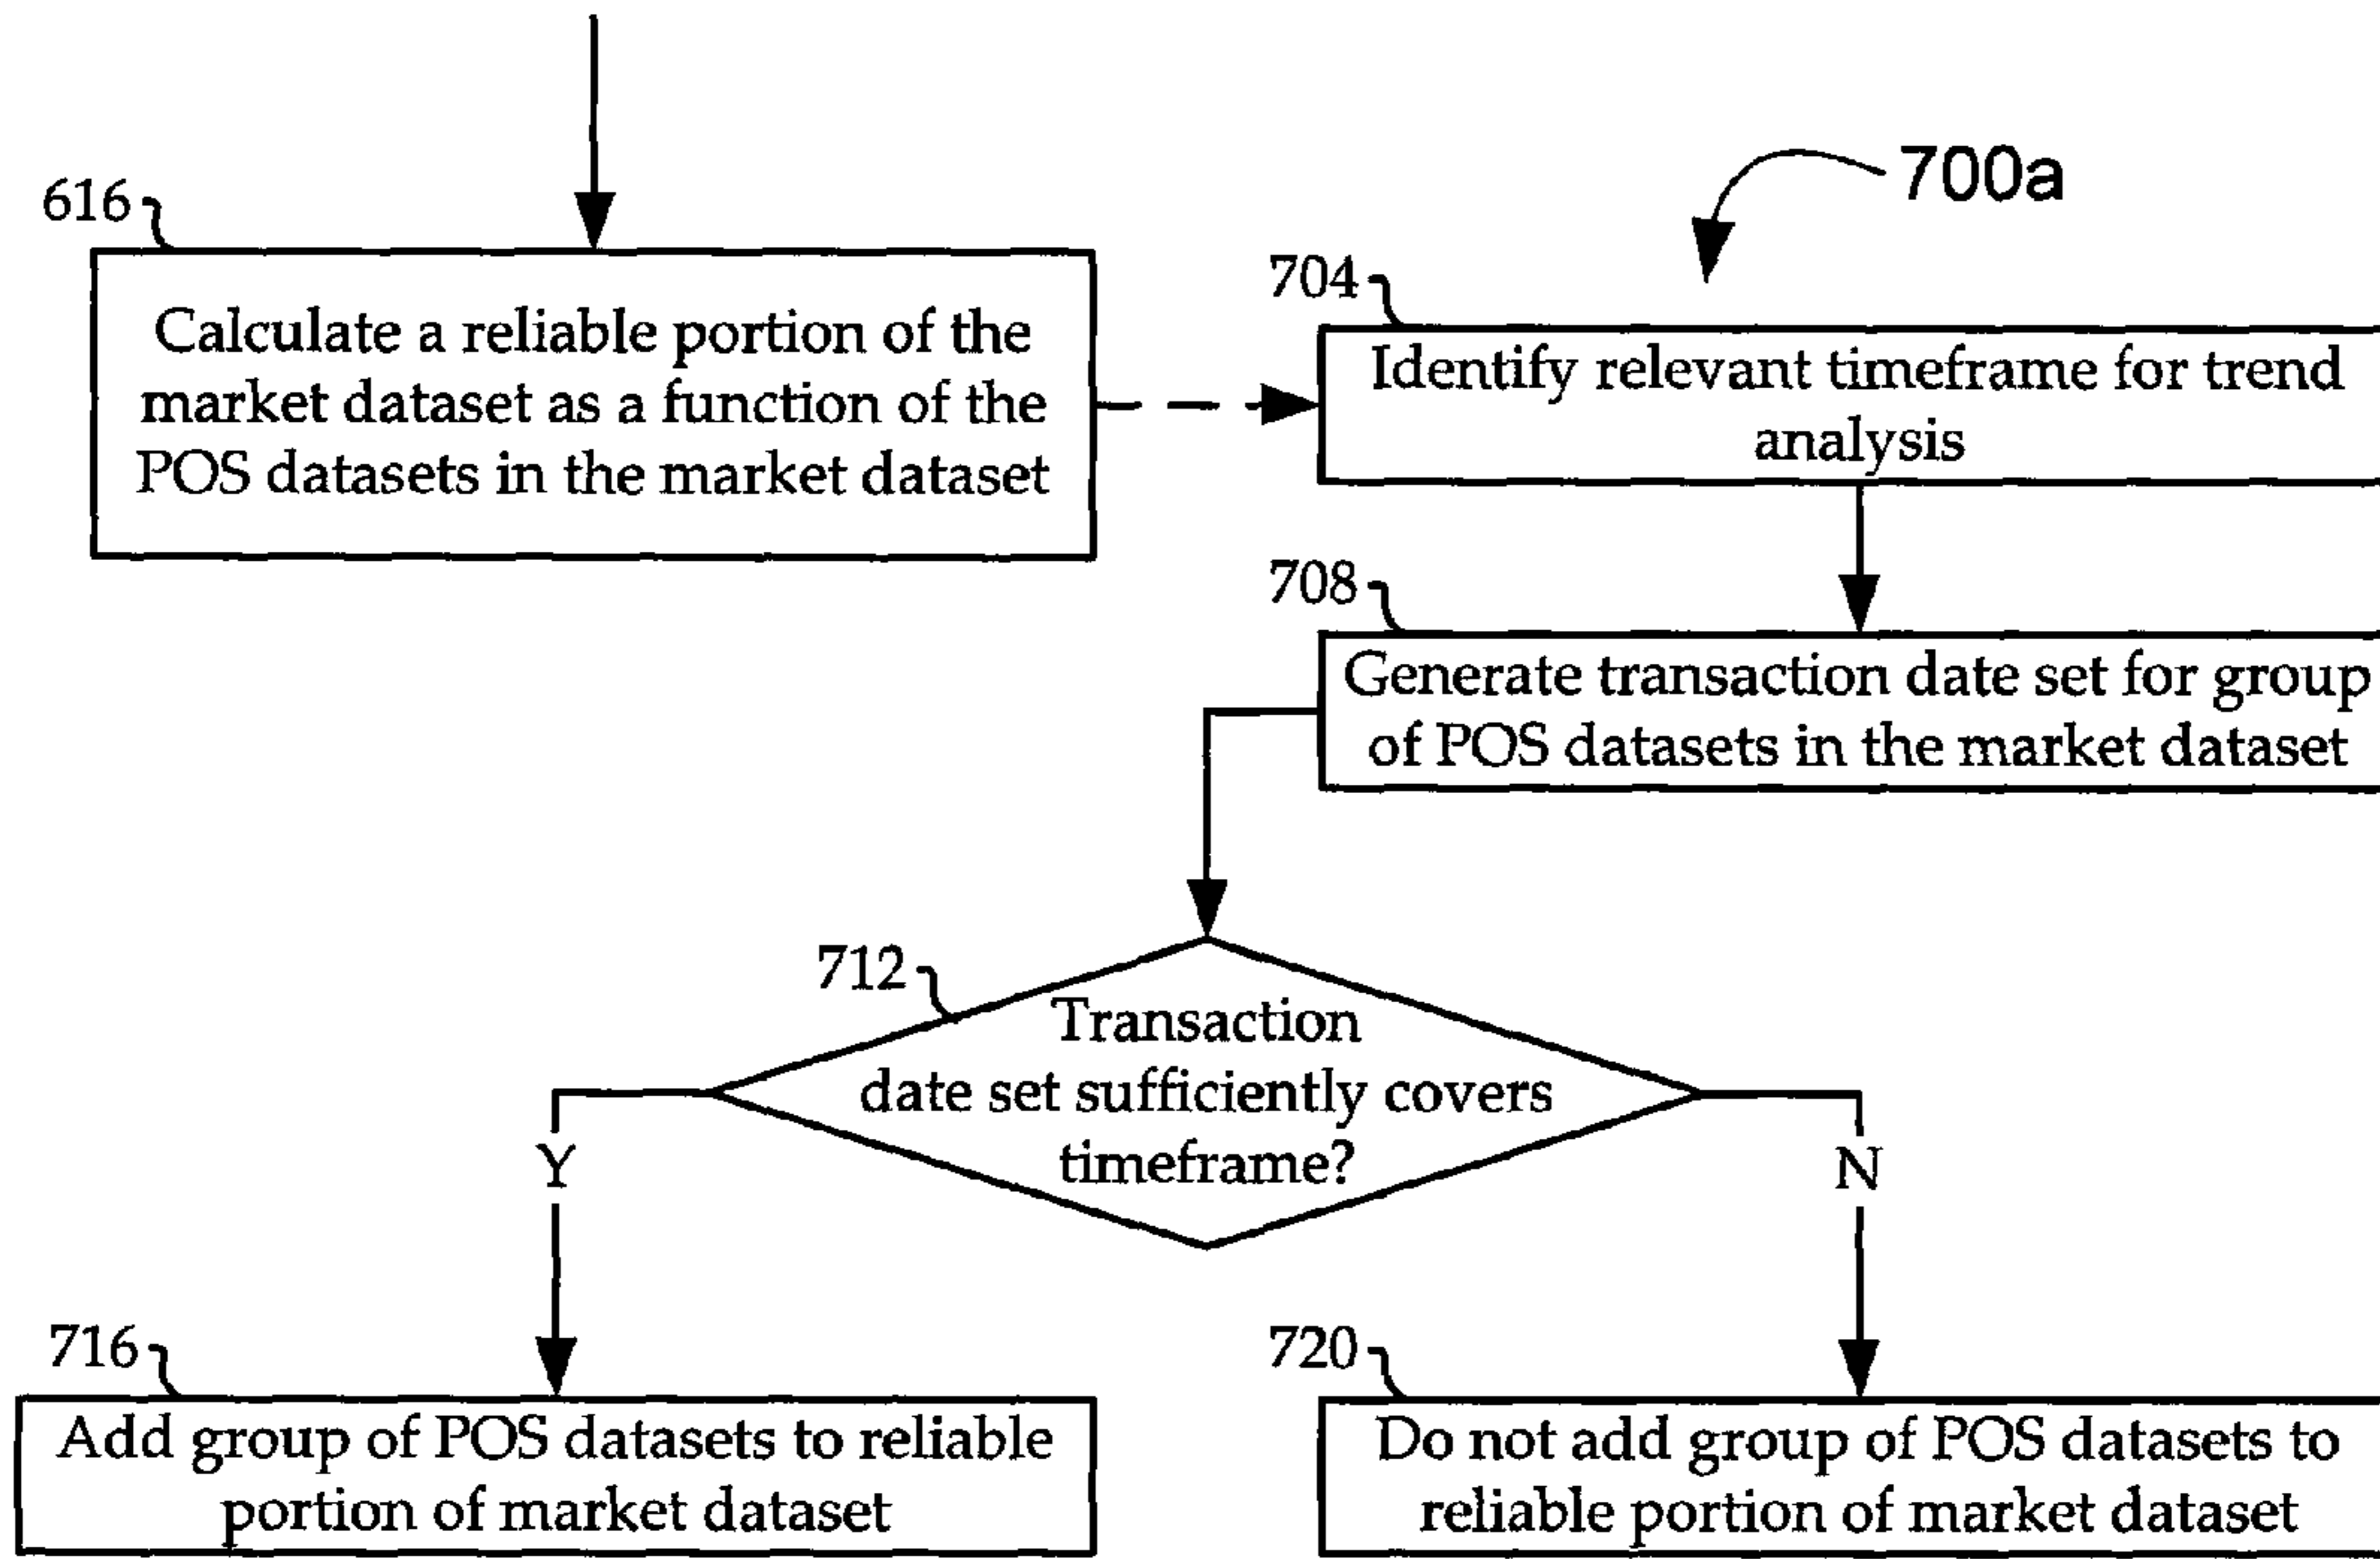 700a
616
Calculate a reliable portion of the
market dataset as a function of the
POS datasets in the market dataset
704
Identify relevant timeframe for trend
analysis
708
Generate transaction date set for group
of POS datasets in the market dataset
712
Transaction
date set sufficiently covers
timeframe?
Y
N
716
Add group of POS datasets to reliable
portion of market dataset
720
Do not add group of POS datasets to
reliable portion of market dataset